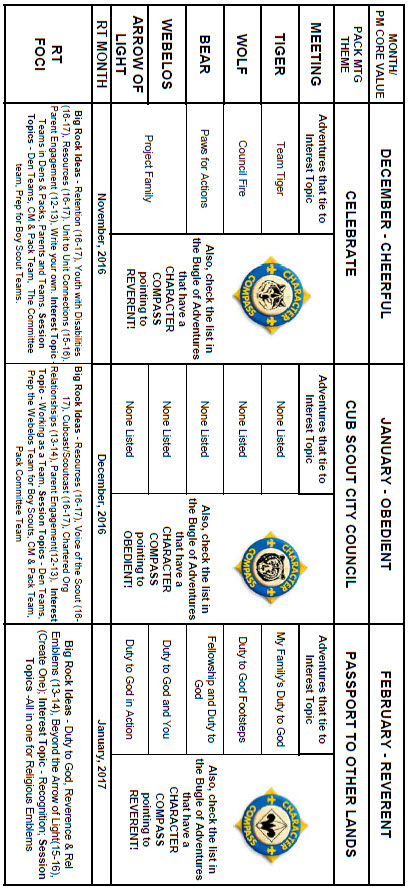 MONTH/
PM CORE VALUE
DECEMBER - CHEERFUL
JANUARY - OBEDIENT
FEBRUARY - REVERENT
PACK MTG
THEME
CELEBRATE
CUB SCOUT CITY COUNCIL
PASSPORT TO OTHER LANDS
MEETING
Adventures that tie to
Interest Topic
Adventures that tie to
Interest Topic
Adventures that tie to
Interest Topic
TIGER
Team Tiger
None Listed
My Family's Duty to God
WOLF
Council Fire
None Listed
Duty to God Footsteps
BEAR
Paws for Actions
None Listed
Fellowship and Duty to
God
WEBELOS
ARROW OF
LIGHT
Project Family
None Listed
None Listed
Duty to God and You
Duty to God in Action
CHARACTER
COMPASS
Also, check the list in
the Bugle of Adventures
that have a
CHARACTER
COMPASS
pointing to
REVERENT!
CHARACTER
COMPASS
Also, check the list in
the Bugle of Adventures
that have a
CHARACTER
COMPASS
pointing to
OBEDIENT!
CHARACTER
COMPASS
Also, check the list in
the Bugle of Adventures
that have a
CHARACTER
COMPASS
pointing to
REVERENT!
RT MONTH
November, 2016
December, 2016
January, 2017
RT
FOCI
Big Rock Ideas - Retention (16-17), Youth with Disabilities
(16-17), Resources (16-17), Unit to Unit Connections (15-16),
Parent Engagement (12-13), Write your own. Interest Topic
Teams in Dens & Packs, Parents and Teams, Session
Topics - Den Teams, CM & Pack Team, The Committee
team, Prep for Boy Scout Teams.
Big Rock Ideas - Resources (16-17), Voice of the Scout (16-
17), Cubcast/Scoutcast (16-17), Chartered Org
Relationships (13-14), Parent Engagement(12-13), Interest
Topic - Working as a Team, Session Topics - Den Teams,
Prep the Webelos Team for Boy Scouts, CM & Pack Team,
Pack Committee Team
Big Rock Ideas - Duty to God, Reverence & Rel
Emblems (13-14), Beyond the Arrow of Light(15-16),
(Create One); Interest Topic - Recognition; Session
Topics -All in one for Religious Emblems